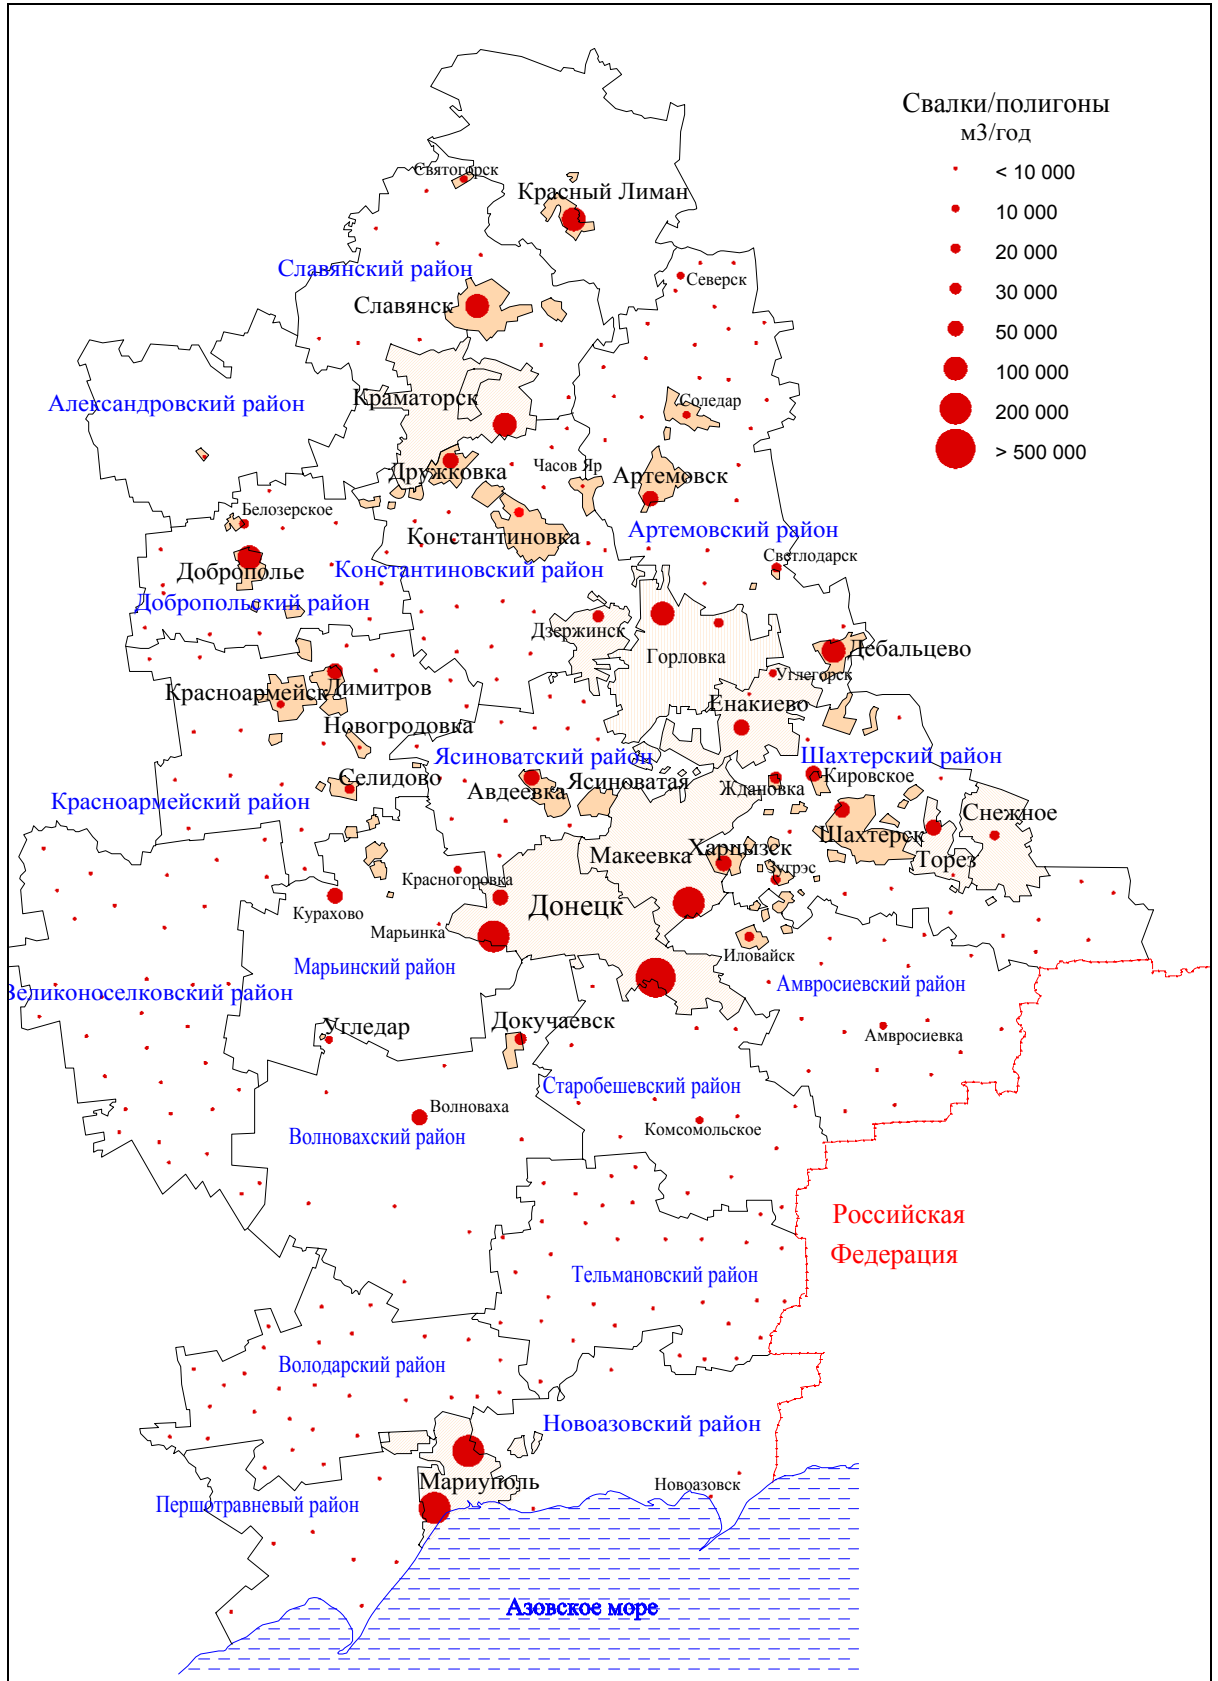 Свалки/полигоны
м3/год
< 10 000
10 000
20 000
30 000
50 000
100 000
200 000
> 500 000
Святогорск
Красный Лиман
Славянский район
Северск
Славянск
Александровский район
Краматорск
Соледар
Дружковка
Часов Яр
Артемовск
Белозерское
Константиновка
Артемовский район
Светлодарск
Доброполье
Константиновский район
Добропольский район
Дзержинск
Горловка
Дебальцево
Углегорск
Красноармейск
Димитров
Енакиево
Новогродовка
Ясиноватский район
Шахтерский район
Селидово
Авдеевка
Ясиноватая
Ждановка
Кировское
Красноармейский район
Снежное
Шахтерск
Харцызск
Макеевка
Торез
Зугрэс
Красногоровка
Курахово
Донецк
Марьинка
Иловайск
Марьинский район
Амвросиевский район
Великоноселковский район
Угледар
Докучаевск
Амвросиевка
Старобешевский район
Волноваха
Волновахский район
Комсомольское
Российская
Федерация
Тельмановский район
Володарский район
Новоазовский район
Мариуполь
Новоазовск
Першотравневый район
Азовское море